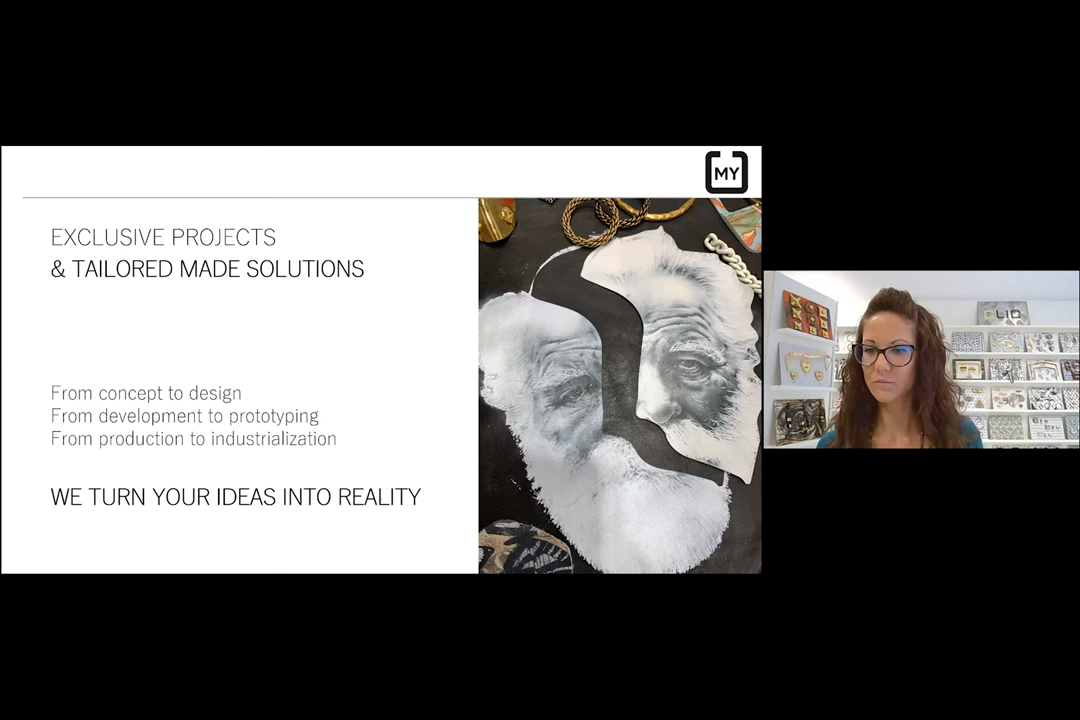 MY
EXCLUSIVE PROJECTS
& TAILORED MADE SOLUTIONS
From concept to design
From development to prototyping
From production to industrialization
WE TURN YOUR IDEAS INTO REALITY